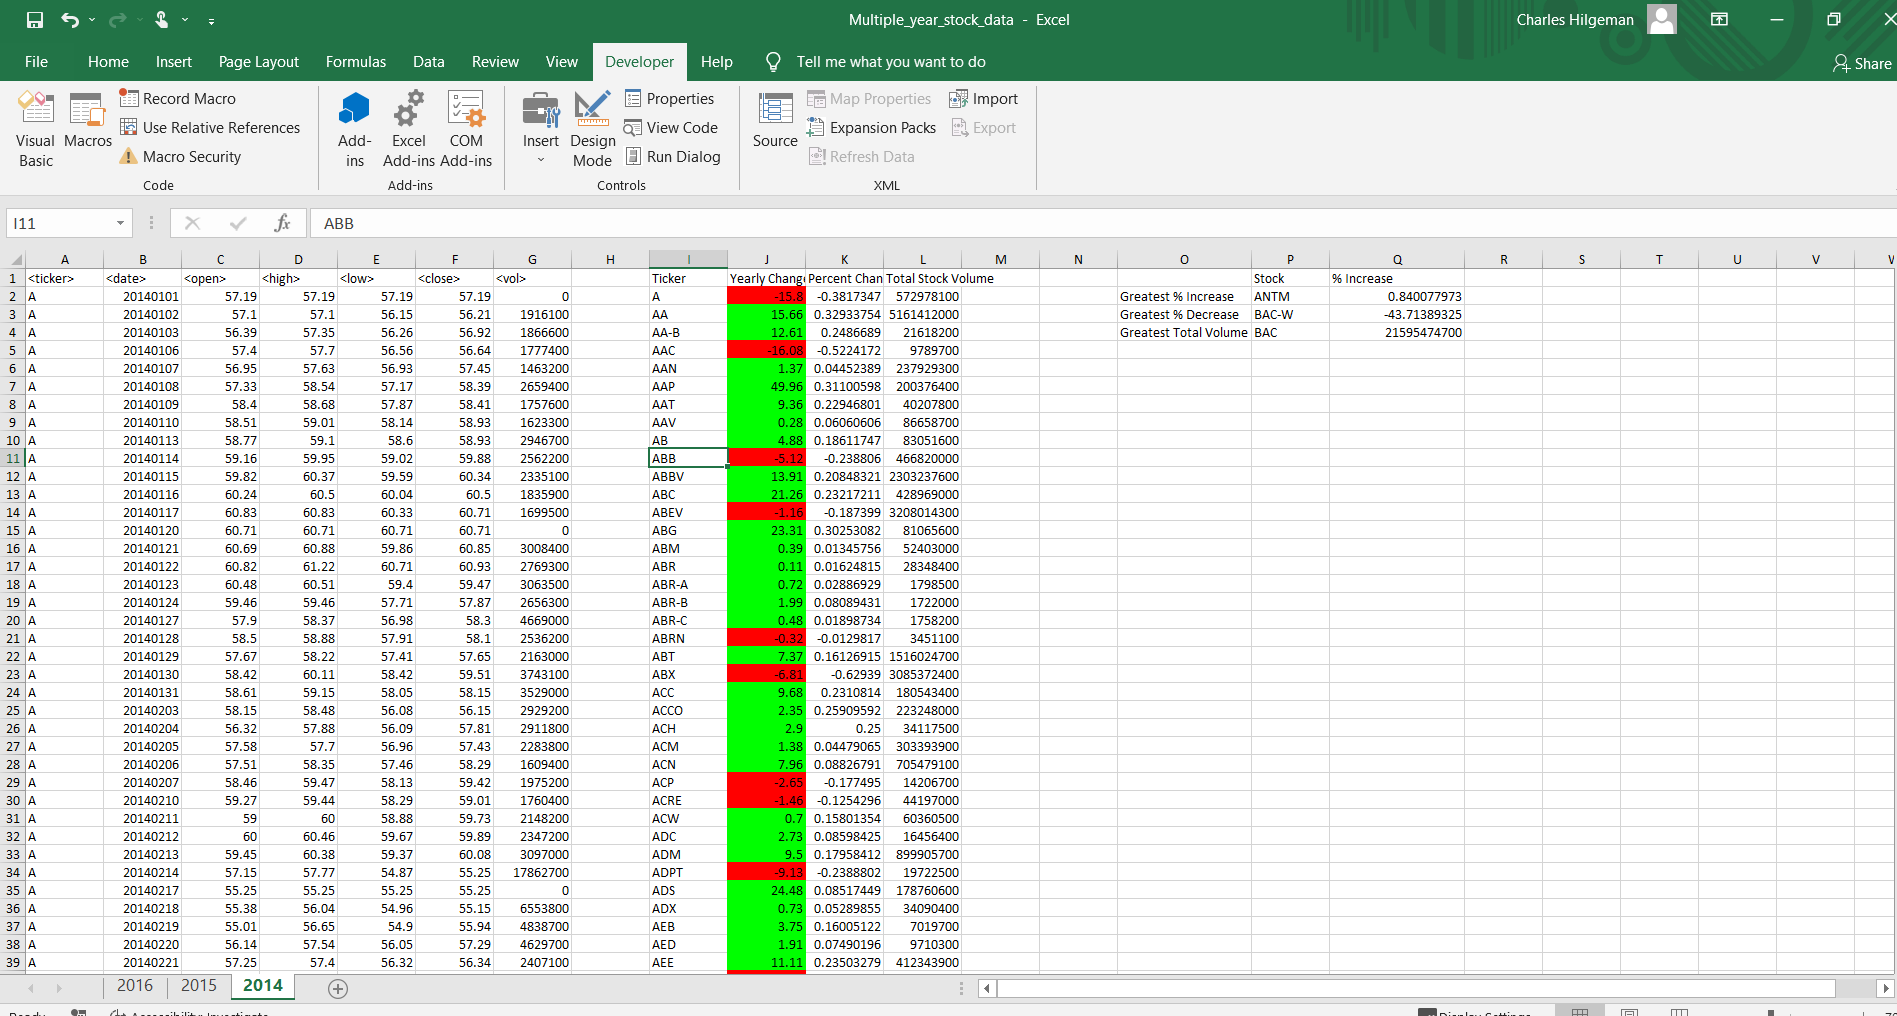 Multiple_year_stock_data - Excel
Charles Hilgeman
File Home Insert Page Layout Formulas Data Review View Developer Help Tell me what you want to do
Share
Visual Basic
Macros
Record Macro
Use Relative References
Macro Security
Code
Add-ins
Excel Add-ins
COM Add-ins
Add-ins
Insert
Design Mode
Properties
View Code
Run Dialog
Controls
Source
Map Properties
Expansion Packs
Refresh Data
Import
Export
XML
I11 fx ABB
A B C D E F G H I J K L M N O P Q R S T U V
1 <ticker> <date> <open> <high> <low> <close> <vol> Ticker Yearly Chang Percent Chan Total Stock Volume Stock % Increase
2 A 20140101 57.19 57.19 57.19 57.19 0 A -15.8 -0.3817347 572978100 Greatest % Increase ANTM 0.840077973
3 A 20140102 57.1 57.1 56.15 56.21 1916100 AA 15.66 0.32933754 5161412000 Greatest % Decrease BAC-W -43.71389325
4 A 20140103 56.39 57.35 56.26 56.92 1866600 AA-B 12.61 0.2486689 21618200 Greatest Total Volume BAC 21595474700
5 A 20140106 57.4 57.7 56.56 56.64 1777400 AAC -16.08 -0.5224172 9789700
6 A 20140107 56.95 57.63 56.93 57.45 1463200 AAN 1.37 0.04452389 237929300
7 A 20140108 57.33 58.54 57.17 58.39 2659400 AAP 49.96 0.31100598 200376400
8 A 20140109 58.4 58.68 57.87 58.41 1757600 AAT 9.36 0.22946801 40207800
9 A 20140110 58.51 59.01 58.14 58.93 1623300 AAV 0.28 0.06060606 86658700
10 A 20140113 58.77 59.1 58.6 58.93 2946700 AB 4.88 0.18611747 83051600
11 A 20140114 59.16 59.95 59.02 59.88 2562200 ABB -5.12 -0.238806 466820000
12 A 20140115 59.82 60.37 59.59 60.34 2335100 ABBV 13.91 0.20848321 2303237600
13 A 20140116 60.24 60.5 60.04 60.5 1835900 ABC 21.26 0.23217211 428969000
14 A 20140117 60.83 60.83 60.33 60.71 1699500 ABEV -1.16 -0.187399 3208014300
15 A 20140120 60.71 60.71 60.71 60.71 0 ABG 23.31 0.30253082 81065600
16 A 20140121 60.69 60.88 59.86 60.85 3008400 ABM 0.39 0.01345756 52403000
17 A 20140122 60.82 61.22 60.71 60.93 2769300 ABR 0.11 0.01624815 28348400
18 A 20140123 60.48 60.51 59.4 59.47 3063500 ABR-A 0.72 0.02886929 1798500
19 A 20140124 59.46 59.46 57.71 57.87 2656300 ABR-B 1.99 0.08089431 1722000
20 A 20140127 57.9 58.37 56.98 58.3 4669000 ABR-C 0.48 0.01898734 1758200
21 A 20140128 58.5 58.88 57.91 58.1 2536200 ABRN -0.32 -0.0129817 3451100
22 A 20140129 57.67 58.22 57.41 57.65 2163000 ABT 7.37 0.16126915 1516024700
23 A 20140130 58.42 60.11 58.42 59.51 3743100 ABX -6.81 -0.62939 3085372400
24 A 20140131 58.61 59.15 58.05 58.15 3529000 ACC 9.68 0.2310814 180543400
25 A 20140203 58.15 58.48 56.08 56.15 2929200 ACCO 2.35 0.25909592 223248000
26 A 20140204 56.32 57.88 56.09 57.81 2911800 ACH 2.9 0.25 34117500
27 A 20140205 57.58 57.7 56.96 57.43 2283800 ACM 1.38 0.04479065 303393900
28 A 20140206 57.51 58.35 57.46 58.29 1609400 ACN 7.96 0.08826791 705479100
29 A 20140207 58.46 59.47 58.13 59.42 1975200 ACP -2.65 -0.177495 14206700
30 A 20140210 59.27 59.44 58.29 59.01 1760400 ACRE -1.46 -0.1254296 44197000
31 A 20140211 59 60 58.88 59.73 2148200 ACW 0.7 0.15801354 60360500
32 A 20140212 60 60.46 59.67 59.89 2347200 ADC 2.73 0.08598425 16456400
33 A 20140213 59.45 60.38 59.37 60.08 3097000 ADM 9.5 0.17958412 899905700
34 A 20140214 57.15 57.77 54.87 55.25 17862700 ADPT -9.13 -0.2388802 19722500
35 A 20140217 55.25 55.25 55.25 55.25 0 ADS 24.48 0.08517449 178760600
36 A 20140218 55.38 56.04 54.96 55.15 6553800 ADX 0.73 0.05289855 34090400
37 A 20140219 55.01 56.65 54.9 55.94 4838700 AEB 3.75 0.16005122 7019700
38 A 20140220 56.14 57.54 56.05 57.29 4629700 AED 1.91 0.07490196 9710300
39 A 20140221 57.25 57.4 56.32 56.34 2407100 AEE 11.11 0.23503279 412343900
2016 2015 2014